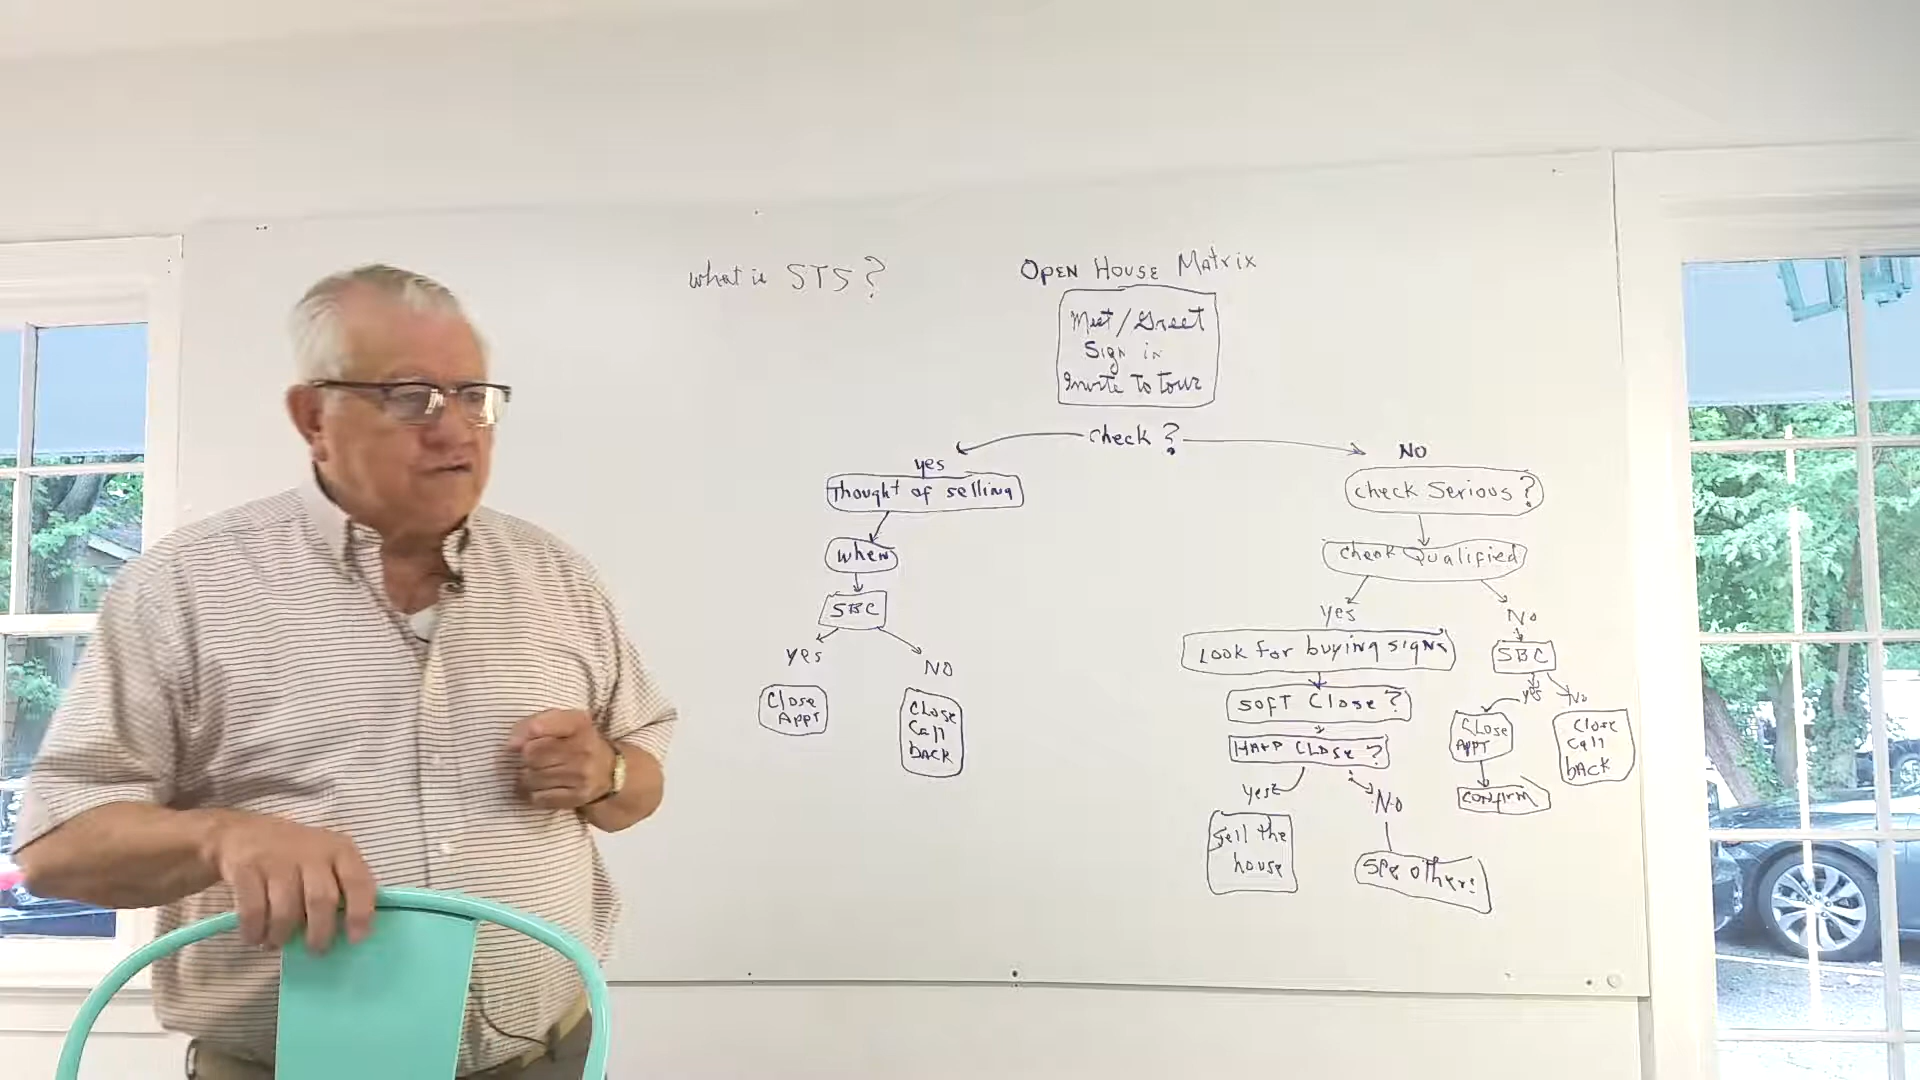 what is STS?
OPEN HOUSE MATRIX
Meet/Greet
Sign in
Invite To Tour
check?
yes
NO
Thought of selling
check Serious?
when
check Qualified
SBC
yes
NO
yes
No
Look for buying signs
SBC
Close
APPT
CLOSE
Call
bACK
SOFT Close?
yes
No
HARD CLOSE?
CLOSE
APPT
Close
Call
bACK
yes
No
CONFIRM
Sell the
house
See other!